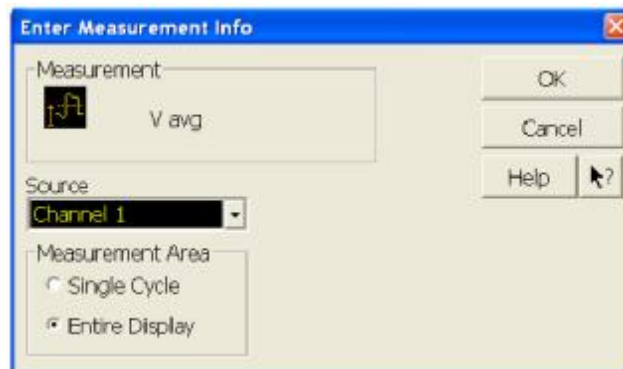 Enter Measurement Info
Measurement
V avg
OK
Cancel
Help
?
Source
Channel 1
Measurement Area
Single Cycle
Entire Display